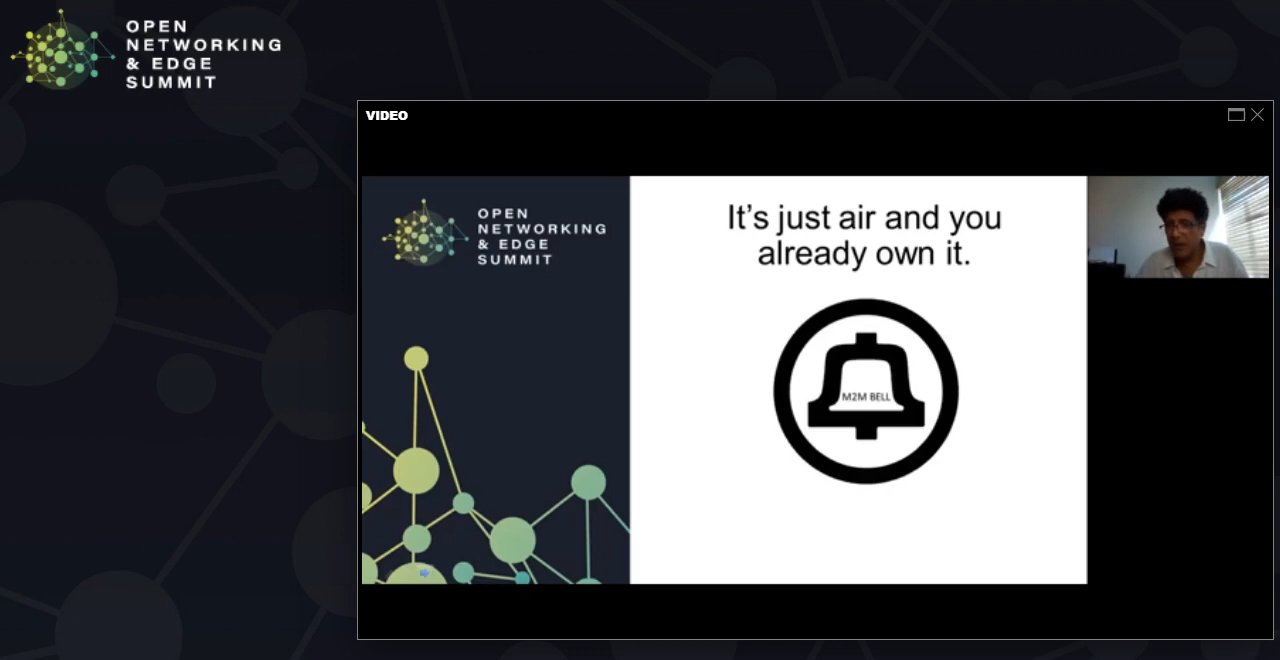 OPEN
NETWORKING
& EDGE
SUMMIT
VIDEO
OPEN
NETWORKING
& EDGE
SUMMIT
It's just air and you
already own it.
M2M BELL